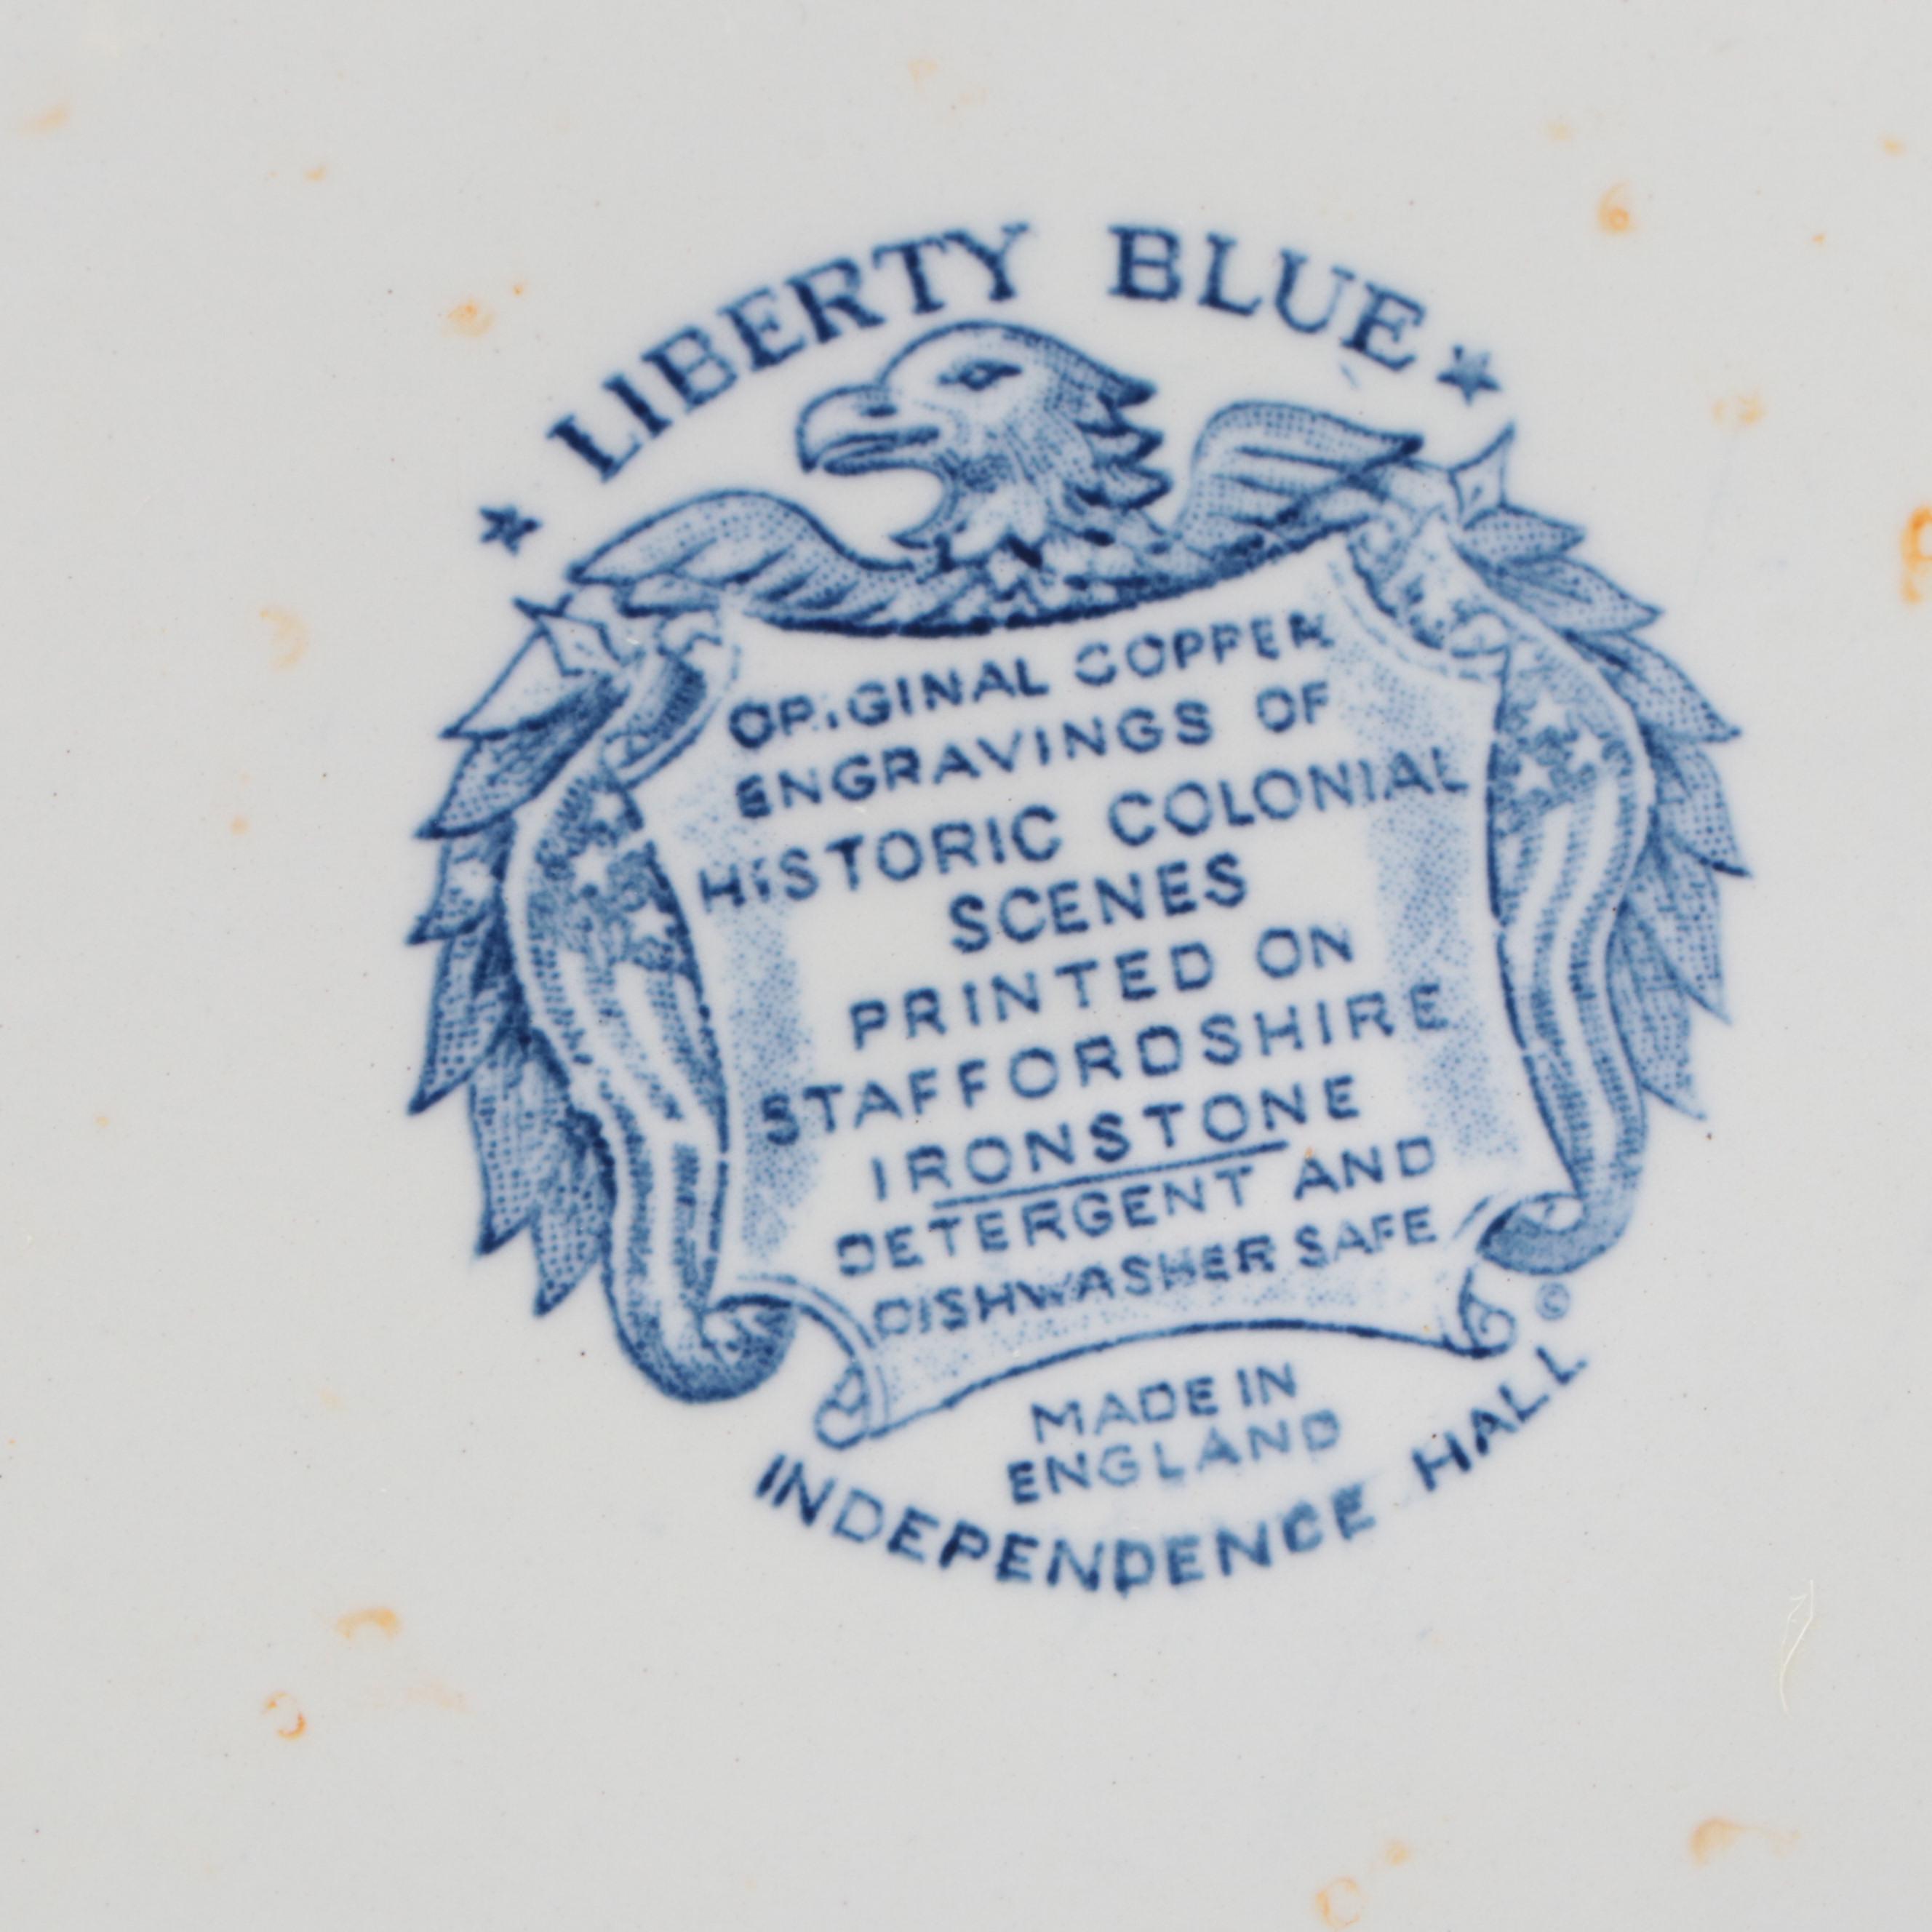 ★ LIBERTY BLUE ★
ORIGINAL COPPER
ENGRAVINGS OF
HISTORIC COLONIAL
SCENES
PRINTED ON
STAFFORDSHIRE
IRONSTONE
DETERGENT AND
DISHWASHER SAFE
©
MADE IN
ENGLAND
INDEPENDENCE HALL